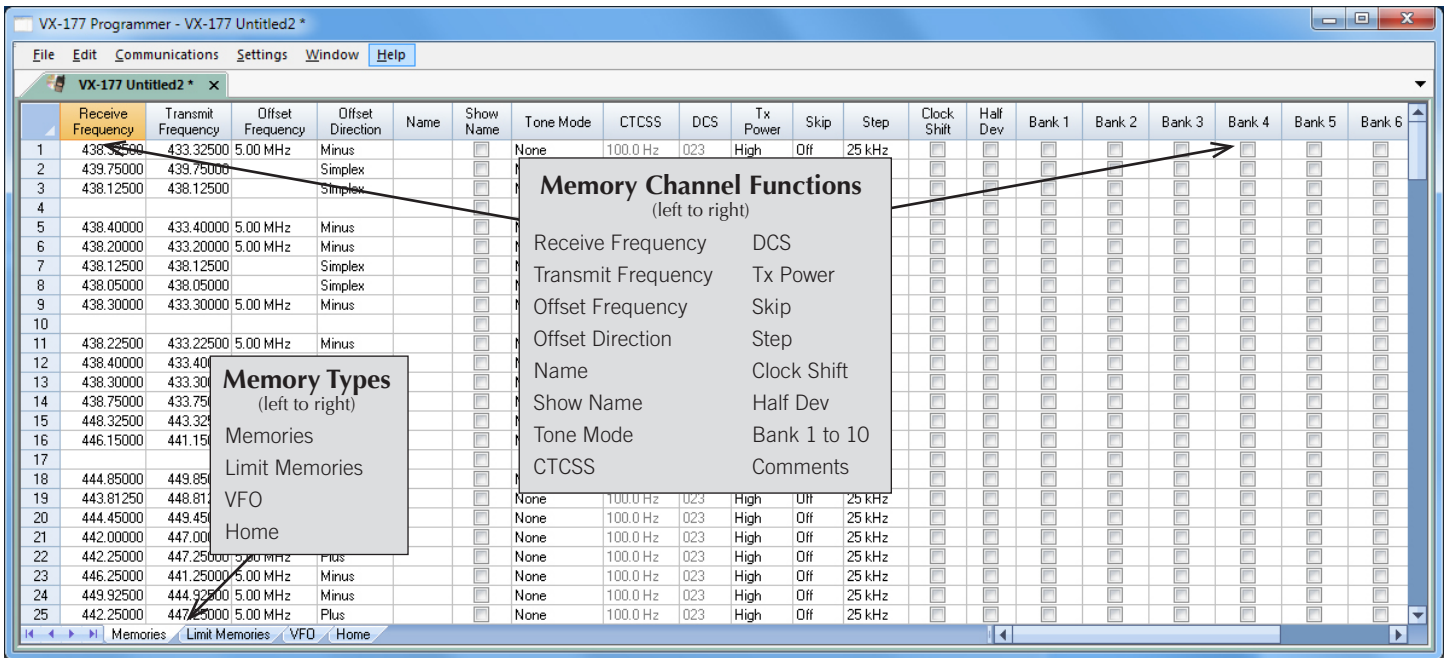 VX-177 Programmer - VX-177 Untitled2 *
File Edit Communications Settings Window Help
VX-177 Untitled2 * x
Receive Frequency Transmit Frequency Offset Frequency Offset Direction Name Show Name Tone Mode CTCSS DCS Tx Power Skip Step Clock Shift Half Dev Bank 1 Bank 2 Bank 3 Bank 4 Bank 5 Bank 6
1 438.32500 433.32500 5.00 MHz Minus None 100.0 Hz 023 High Off 25 kHz
2 439.75000 439.75000 Simplex
3 438.12500 438.12500 Simplex
4
5 438.40000 433.40000 5.00 MHz Minus
6 438.20000 433.20000 5.00 MHz Minus
7 438.12500 438.12500 Simplex
8 438.05000 438.05000 Simplex
9 438.30000 433.30000 5.00 MHz Minus
10
11 438.22500 433.22500 5.00 MHz Minus
12 438.40000
13 438.30000
14 438.75000
15 448.32500
16 446.15000
17
18 444.85000
19 443.81250 None 100.0 Hz 023 High Off 25 kHz
20 444.45000 None 100.0 Hz 023 High Off 25 kHz
21 442.00000 None 100.0 Hz 023 High Off 25 kHz
22 442.25000 447.25000 5.00 MHz Plus None 100.0 Hz 023 High Off 25 kHz
23 446.25000 441.25000 5.00 MHz Minus None 100.0 Hz 023 High Off 25 kHz
24 449.92500 444.92500 5.00 MHz Minus None 100.0 Hz 023 High Off 25 kHz
25 442.25000 447.25000 5.00 MHz Plus None 100.0 Hz 023 High Off 25 kHz
Memories Limit Memories VFO Home
Memory Channel Functions
(left to right)
Receive Frequency
Transmit Frequency
Offset Frequency
Offset Direction
Name
Show Name
Tone Mode
CTCSS
DCS
Tx Power
Skip
Step
Clock Shift
Half Dev
Bank 1 to 10
Comments
Memory Types
(left to right)
Memories
Limit Memories
VFO
Home